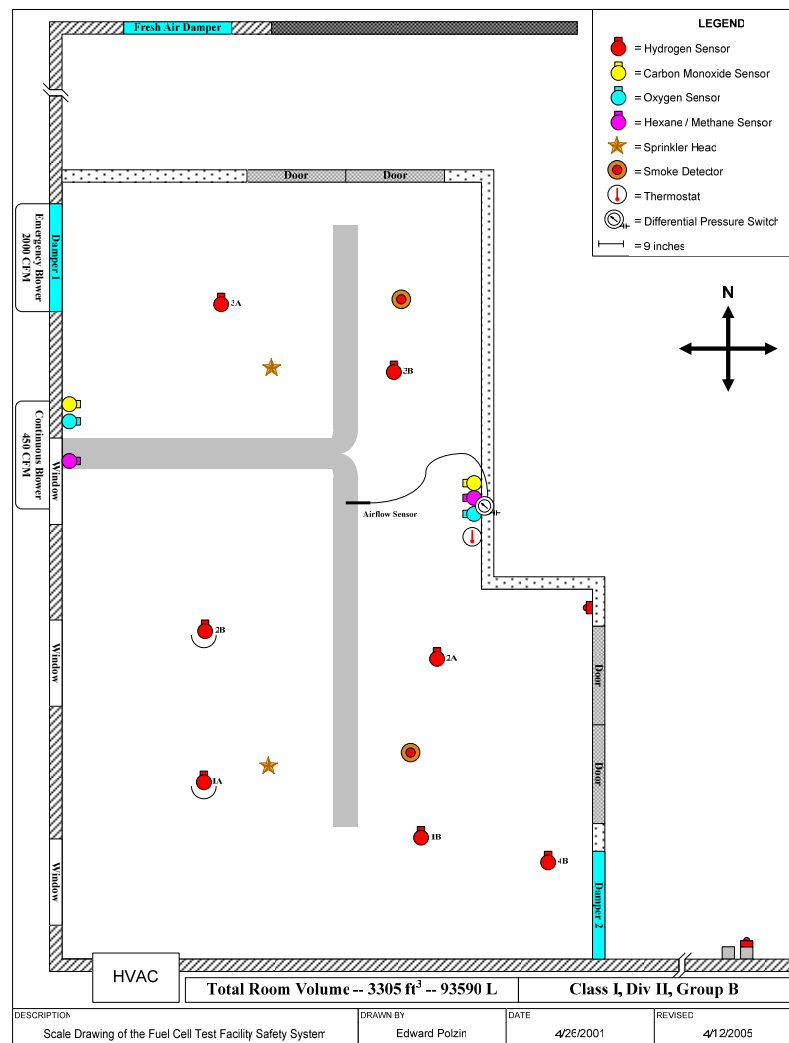 Fresh Air Damper
LEGEND
= Hydrogen Sensor
= Carbon Monoxide Sensor
= Oxygen Sensor
= Hexane / Methane Sensor
= Sprinkler Head
= Smoke Detector
= Thermostat
= Differential Pressure Switch
= 9 inches
N
Door
Door
Emergency Blower
2000 CFM
Damper 1
3A
3B
Continuous Blower
450 CFM
Window
Airflow Sensor
2B
2A
Window
Door
Door
1A
1B
4B
Window
Damper 2
HVAC
Total Room Volume -- 3305 ft³ -- 93590 L
Class I, Div II, Group B
DESCRIPTION
Scale Drawing of the Fuel Cell Test Facility Safety System
DRAWN BY
Edward Polzin
DATE
4/26/2001
REVISED
4/12/2005